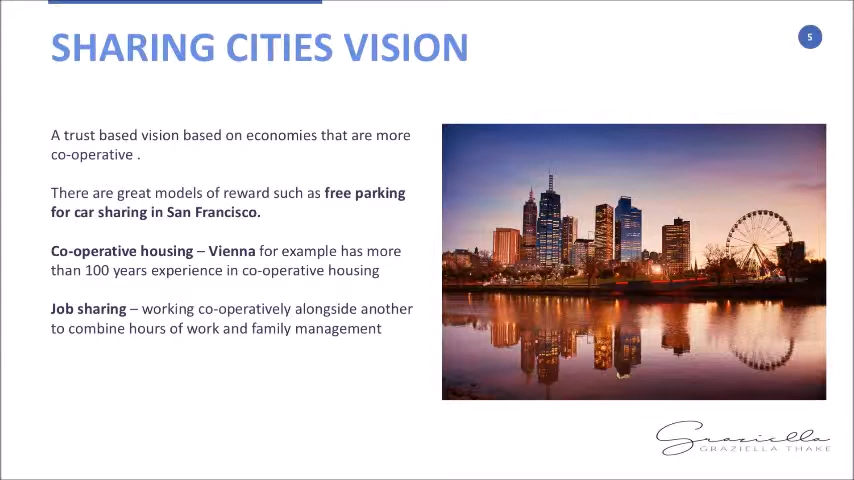 SHARING CITIES VISION
5
A trust based vision based on economies that are more
co-operative .
There are great models of reward such as free parking
for car sharing in San Francisco.
Co-operative housing – Vienna for example has more
than 100 years experience in co-operative housing
Job sharing – working co-operatively alongside another
to combine hours of work and family management
Graziella
GRAZIELLA THAKE